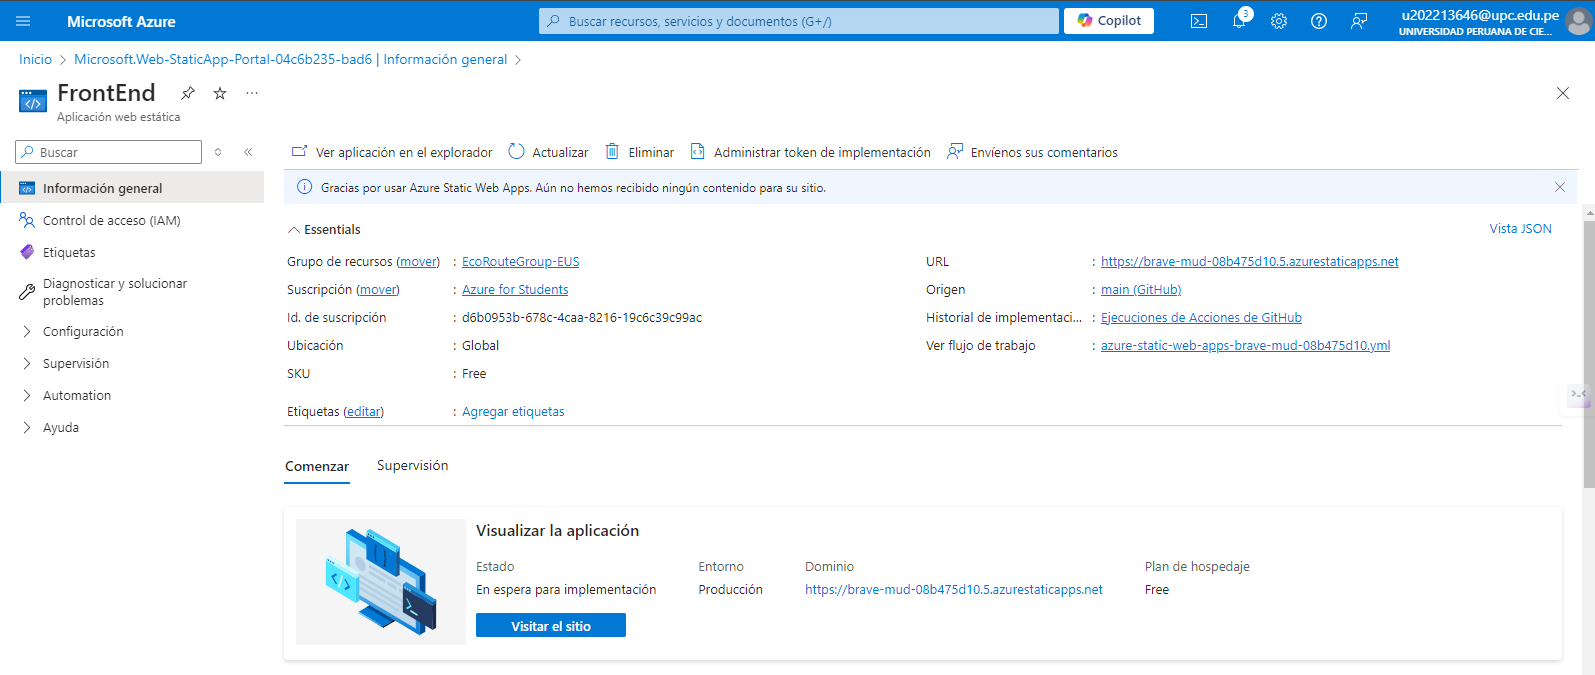 Microsoft Azure
Buscar recursos, servicios y documentos (G+/)
Copilot
3
u202213646@upc.edu.pe
UNIVERSIDAD PERUANA DE CIE...
Inicio > Microsoft.Web-StaticApp-Portal-04c6b235-bad6 | Información general >
FrontEnd
Aplicación web estática
Buscar
Información general
Control de acceso (IAM)
Etiquetas
Diagnosticar y solucionar
problemas
Configuración
Supervisión
Automation
Ayuda
Ver aplicación en el explorador
Actualizar
Eliminar
Administrar token de implementación
Envíenos sus comentarios
Gracias por usar Azure Static Web Apps. Aún no hemos recibido ningún contenido para su sitio.
Essentials
Vista JSON
Grupo de recursos (mover) : EcoRouteGroup-EUS
Suscripción (mover) : Azure for Students
Id. de suscripción : d6b0953b-678c-4caa-8216-19c6c39c99ac
Ubicación : Global
SKU : Free
Etiquetas (editar) : Agregar etiquetas
URL : https://brave-mud-08b475d10.5.azurestaticapps.net
Origen : main (GitHub)
Historial de implementaci... : Ejecuciones de Acciones de GitHub
Ver flujo de trabajo : azure-static-web-apps-brave-mud-08b475d10.yml
Comenzar
Supervisión
Visualizar la aplicación
Estado
En espera para implementación
Entorno
Producción
Dominio
https://brave-mud-08b475d10.5.azurestaticapps.net
Plan de hospedaje
Free
Visitar el sitio